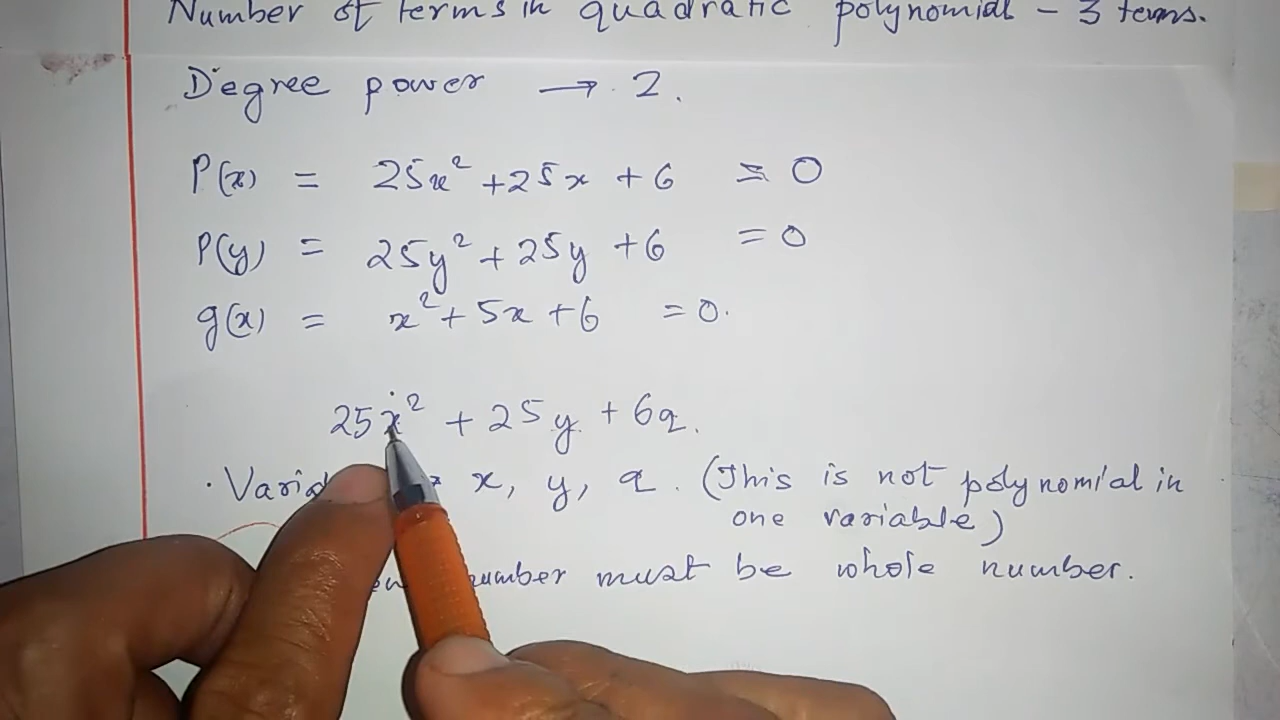 Number of terms in quadratic polynomial - 3 terms.
Degree power → 2.
P(x) = 25x² + 25x + 6 = 0
P(y) = 25y² + 25y + 6 = 0
g(x) = x² + 5x + 6 = 0.
25x² + 25y + 6q.
x, y, q. (This is not polynomial in
one variable)
number must be whole number.